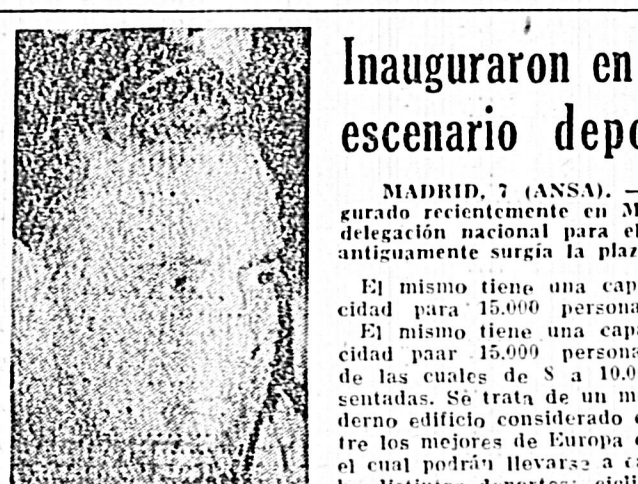 Inauguraron en
escenario depo
MADRID, 7 (ANSA). —
gurado recientemente en M
delegación nacional para el
antiguamente surgía la plaz
El mismo tiene una cap
cidad para 15.000 persona
El mismo tiene una capa
cidad paar 15.000 persona
de las cuales de 8 a 10.0
sentadas. Se trata de un m
derno edificio considerado e
tre los mejores de Europa e
el cual podrán llevarse a ca